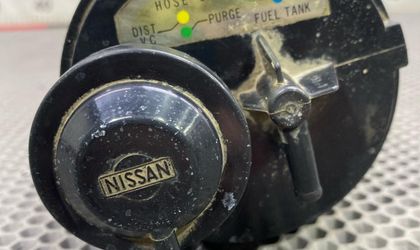 HOSE
DIST
PURGE
FUEL TANK
V.C
NISSAN